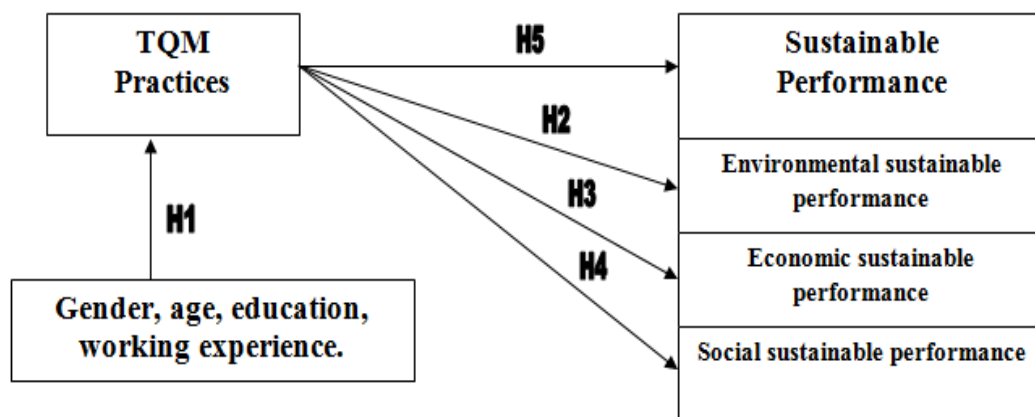 TQM
Practices
H5
Sustainable
Performance
H2
Environmental sustainable
performance
H3
H1
H4
Economic sustainable
performance
Gender, age, education,
working experience.
Social sustainable performance